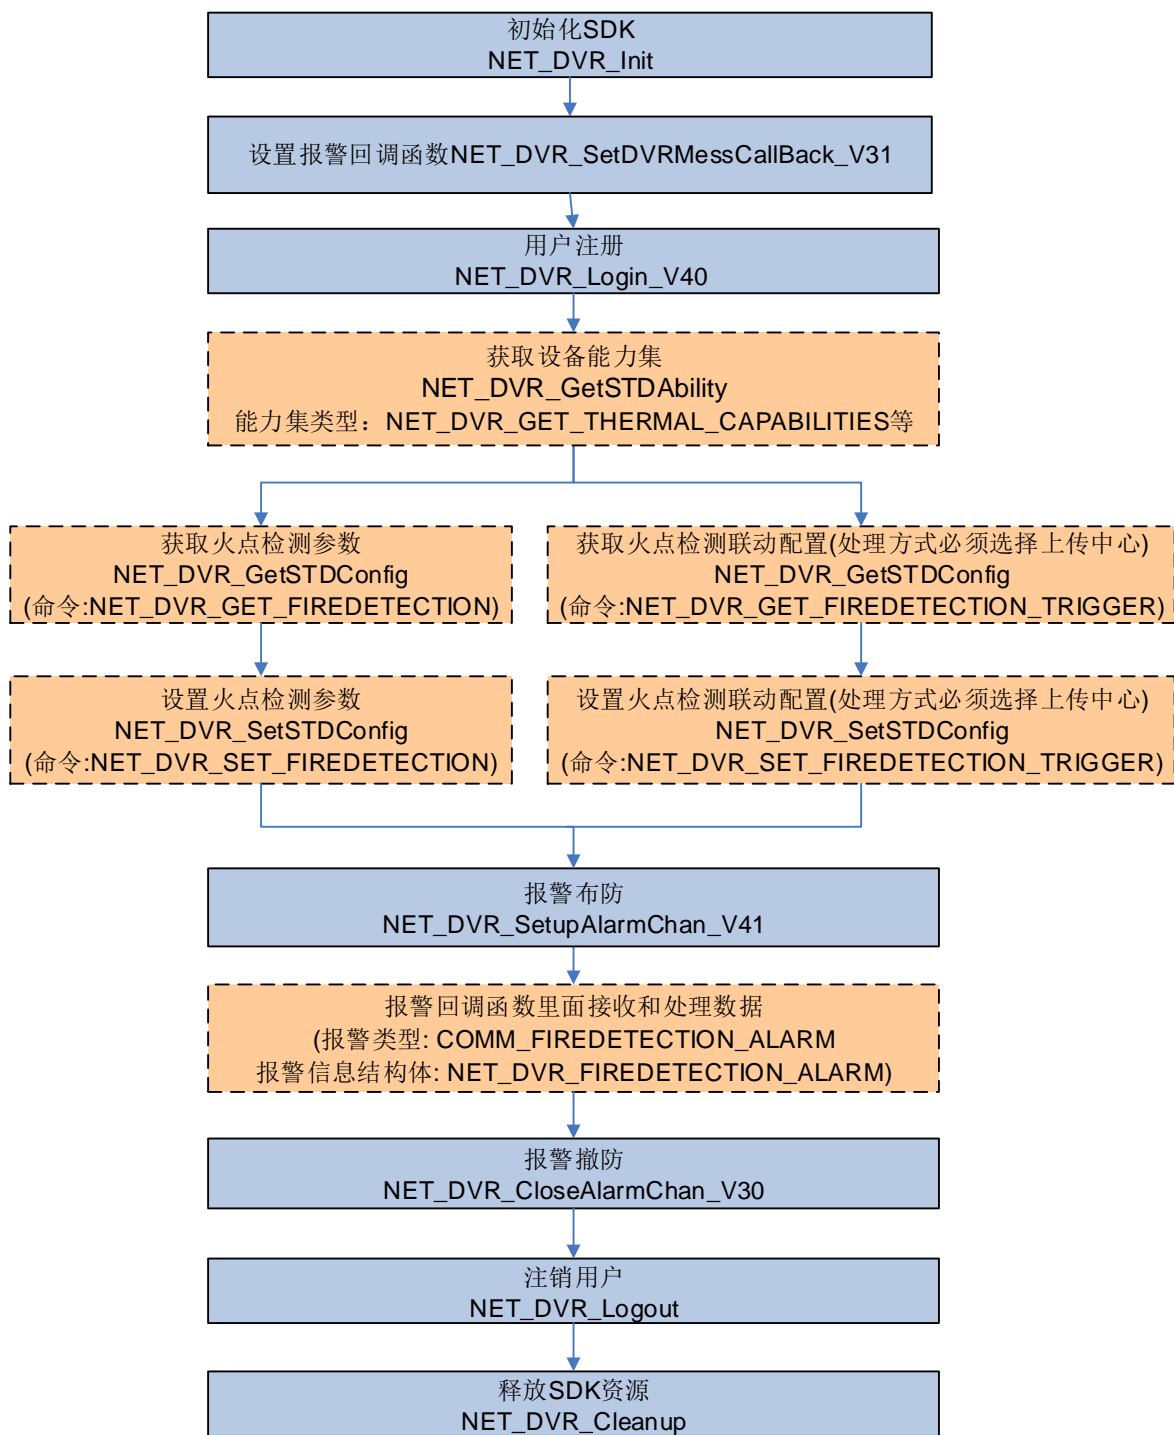 初始化SDK
NET_DVR_Init
设置报警回调函数NET_DVR_SetDVRMessCallBack_V31
用户注册
NET_DVR_Login_V40
获取设备能力集
NET_DVR_GetSTDAbility
能力集类型：NET_DVR_GET_THERMAL_CAPABILITIES等
获取火点检测参数
NET_DVR_GetSTDConfig
(命令:NET_DVR_GET_FIREDETECTION)
获取火点检测联动配置(处理方式必须选择上传中心)
NET_DVR_GetSTDConfig
(命令:NET_DVR_GET_FIREDETECTION_TRIGGER)
设置火点检测参数
NET_DVR_SetSTDConfig
(命令:NET_DVR_SET_FIREDETECTION)
设置火点检测联动配置(处理方式必须选择上传中心)
NET_DVR_SetSTDConfig
(命令:NET_DVR_SET_FIREDETECTION_TRIGGER)
报警布防
NET_DVR_SetupAlarmChan_V41
报警回调函数里面接收和处理数据
(报警类型: COMM_FIREDETECTION_ALARM
报警信息结构体: NET_DVR_FIREDETECTION_ALARM)
报警撤防
NET_DVR_CloseAlarmChan_V30
注销用户
NET_DVR_Logout
释放SDK资源
NET_DVR_Cleanup